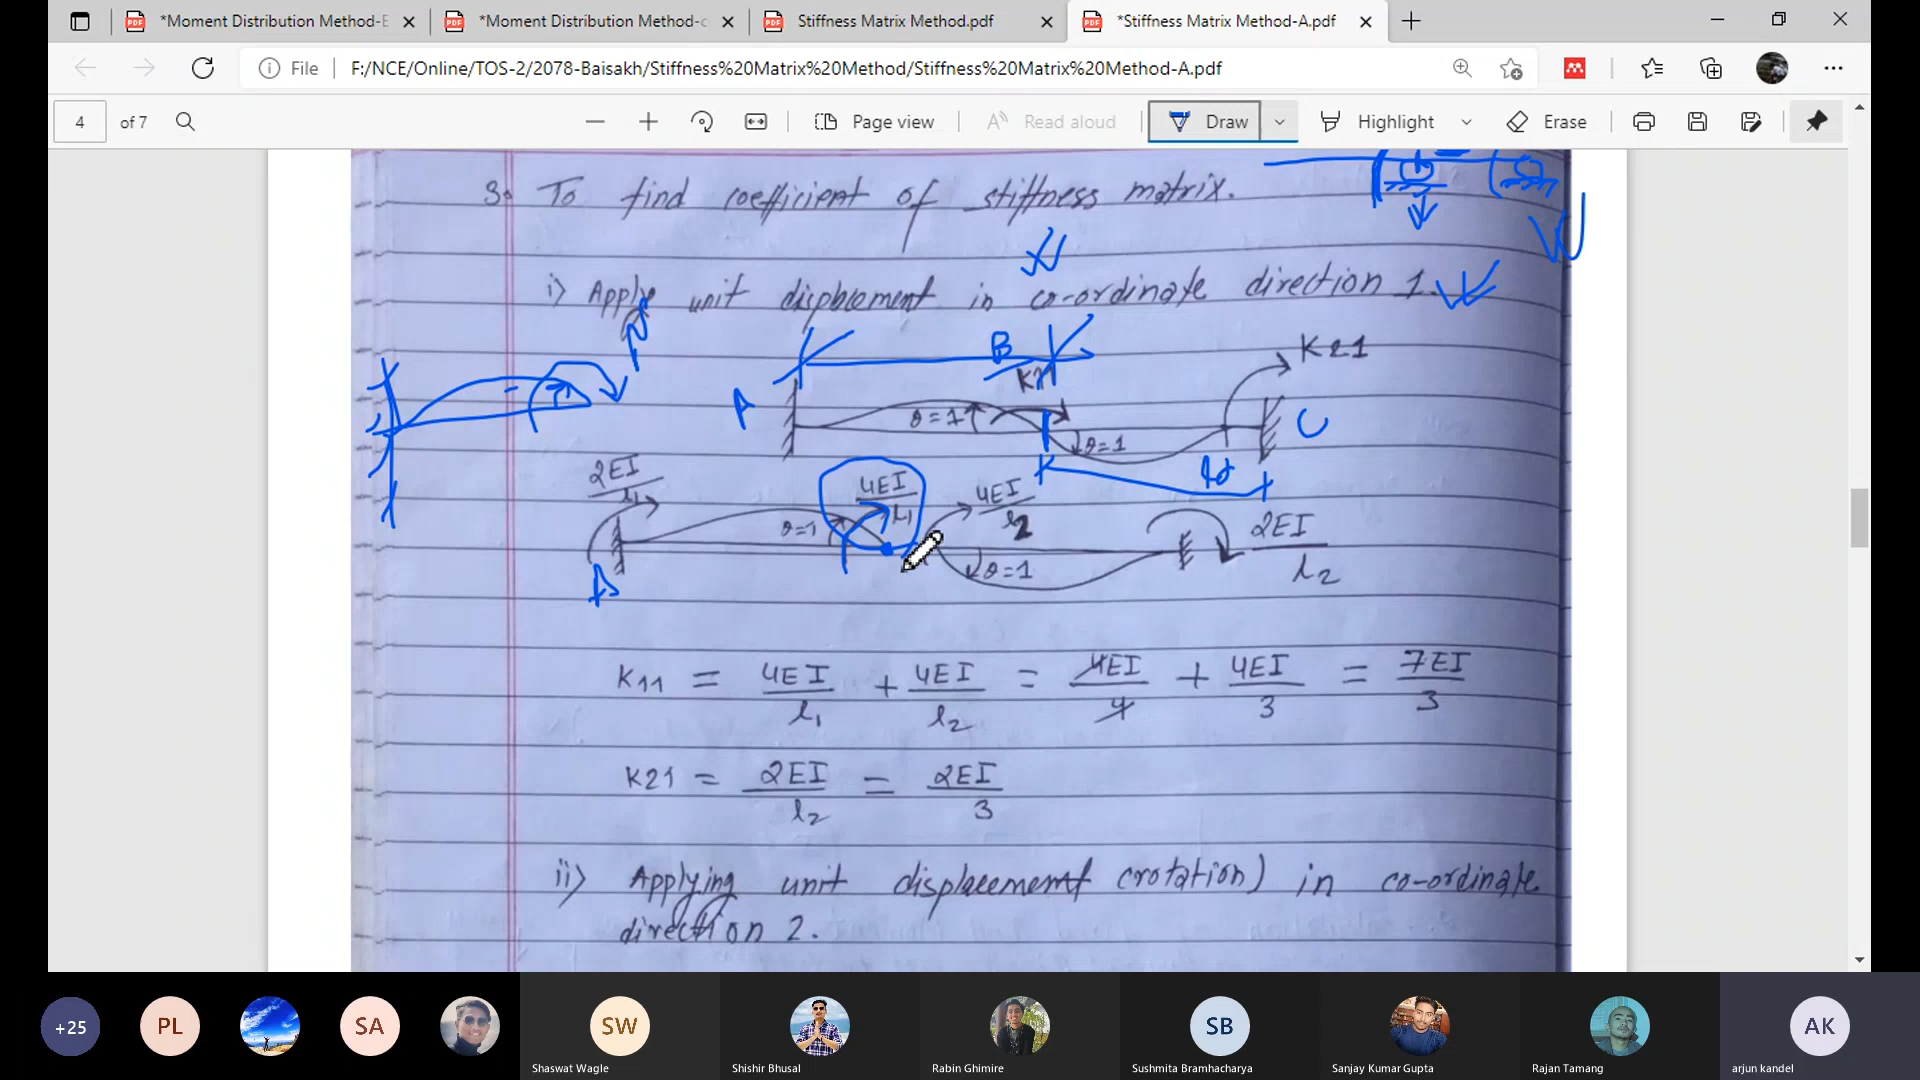 *Moment Distribution Method-E
*Moment Distribution Method-c
Stiffness Matrix Method.pdf
*Stiffness Matrix Method-A.pdf
File
F:/NCE/Online/TOS-2/2078-Baisakh/Stiffness%20Matrix%20Method/Stiffness%20Matrix%20Method-A.pdf
4 of 7
Page view
Read aloud
Draw
Highlight
Erase
3. To find coefficient of stiffness matrix.
i) Apply unit displacement in co-ordinate direction 1.
B
K11
K21
A
θ=1
θ=1
C
2EI/l1
4EI/L1
4EI/l2
2EI/l2
θ=1
θ=1
A
K11 = 4EI/l1 + 4EI/l2 = 4EI/4 + 4EI/3 = 7EI/3
K21 = 2EI/l2 = 2EI/3
ii) Applying unit displacement (rotation) in co-ordinate
direction 2.
+25
PL
SA
SW
SB
AK
Shaswat Wagle
Shishir Bhusal
Rabin Ghimire
Sushmita Bramhacharya
Sanjay Kumar Gupta
Rajan Tamang
arjun kandel